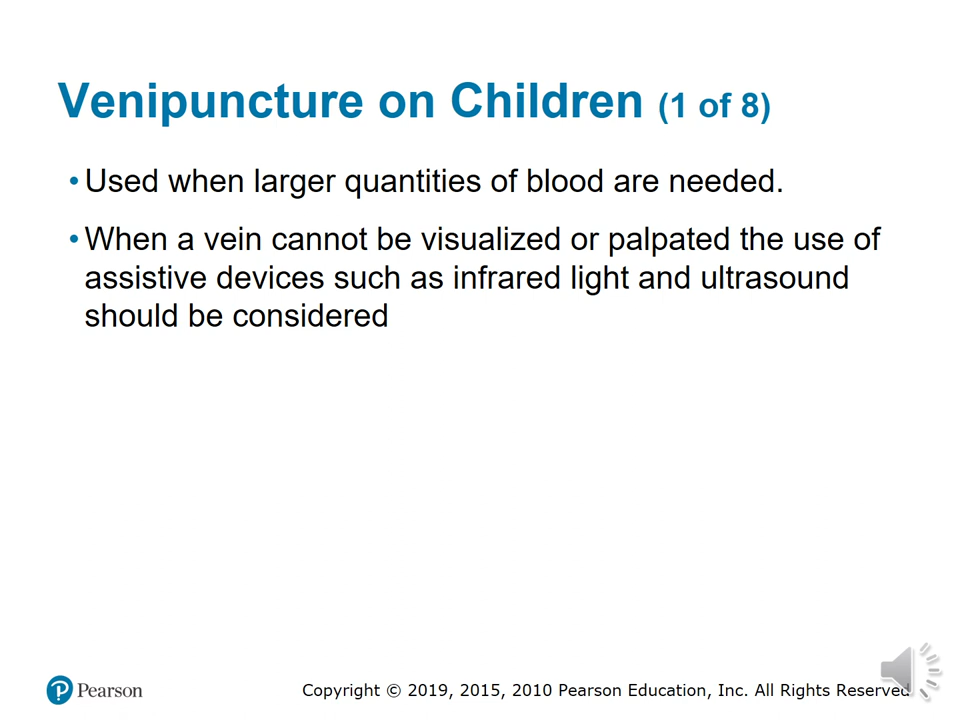 Venipuncture on Children (1 of 8)
• Used when larger quantities of blood are needed.
• When a vein cannot be visualized or palpated the use of
assistive devices such as infrared light and ultrasound
should be considered
Pearson
Copyright © 2019, 2015, 2010 Pearson Education, Inc. All Rights Reserved